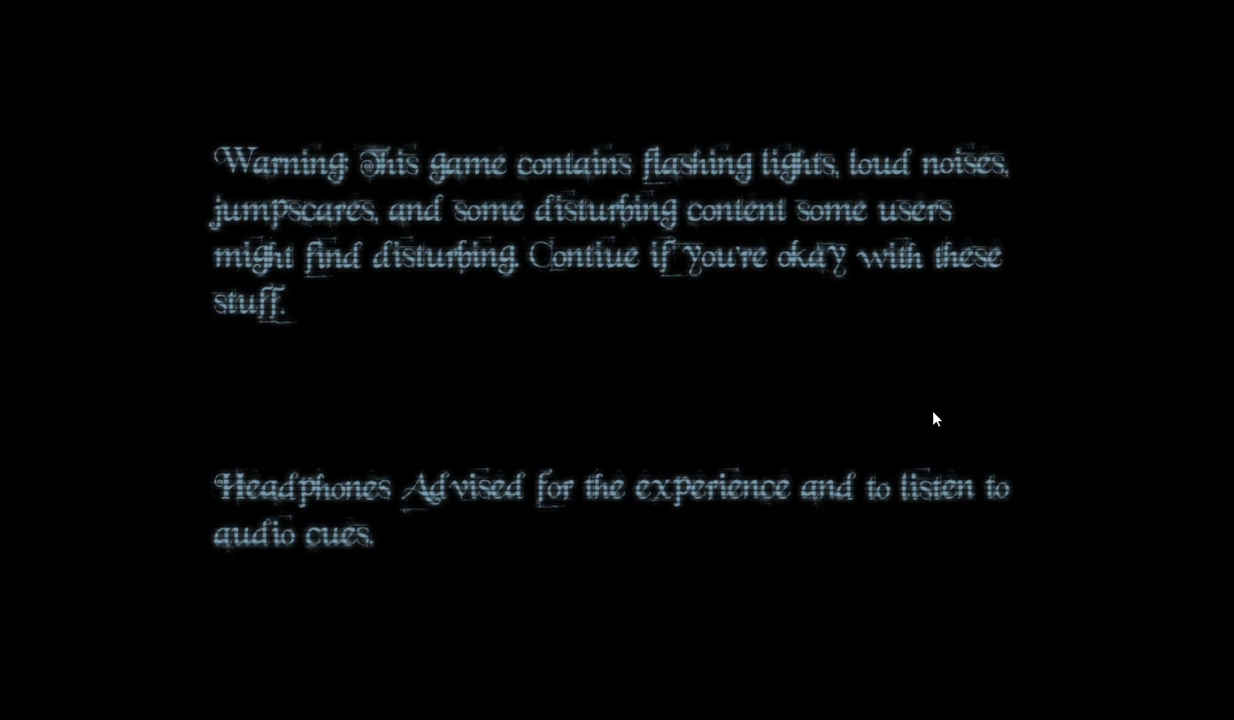 Warning: This game contains flashing lights, loud noises,
jumpscares, and some disturbing content some users
might find disturbing. Contiue if you're okay with these
stuff.
Headphones Advised for the experience and to listen to
audio cues.